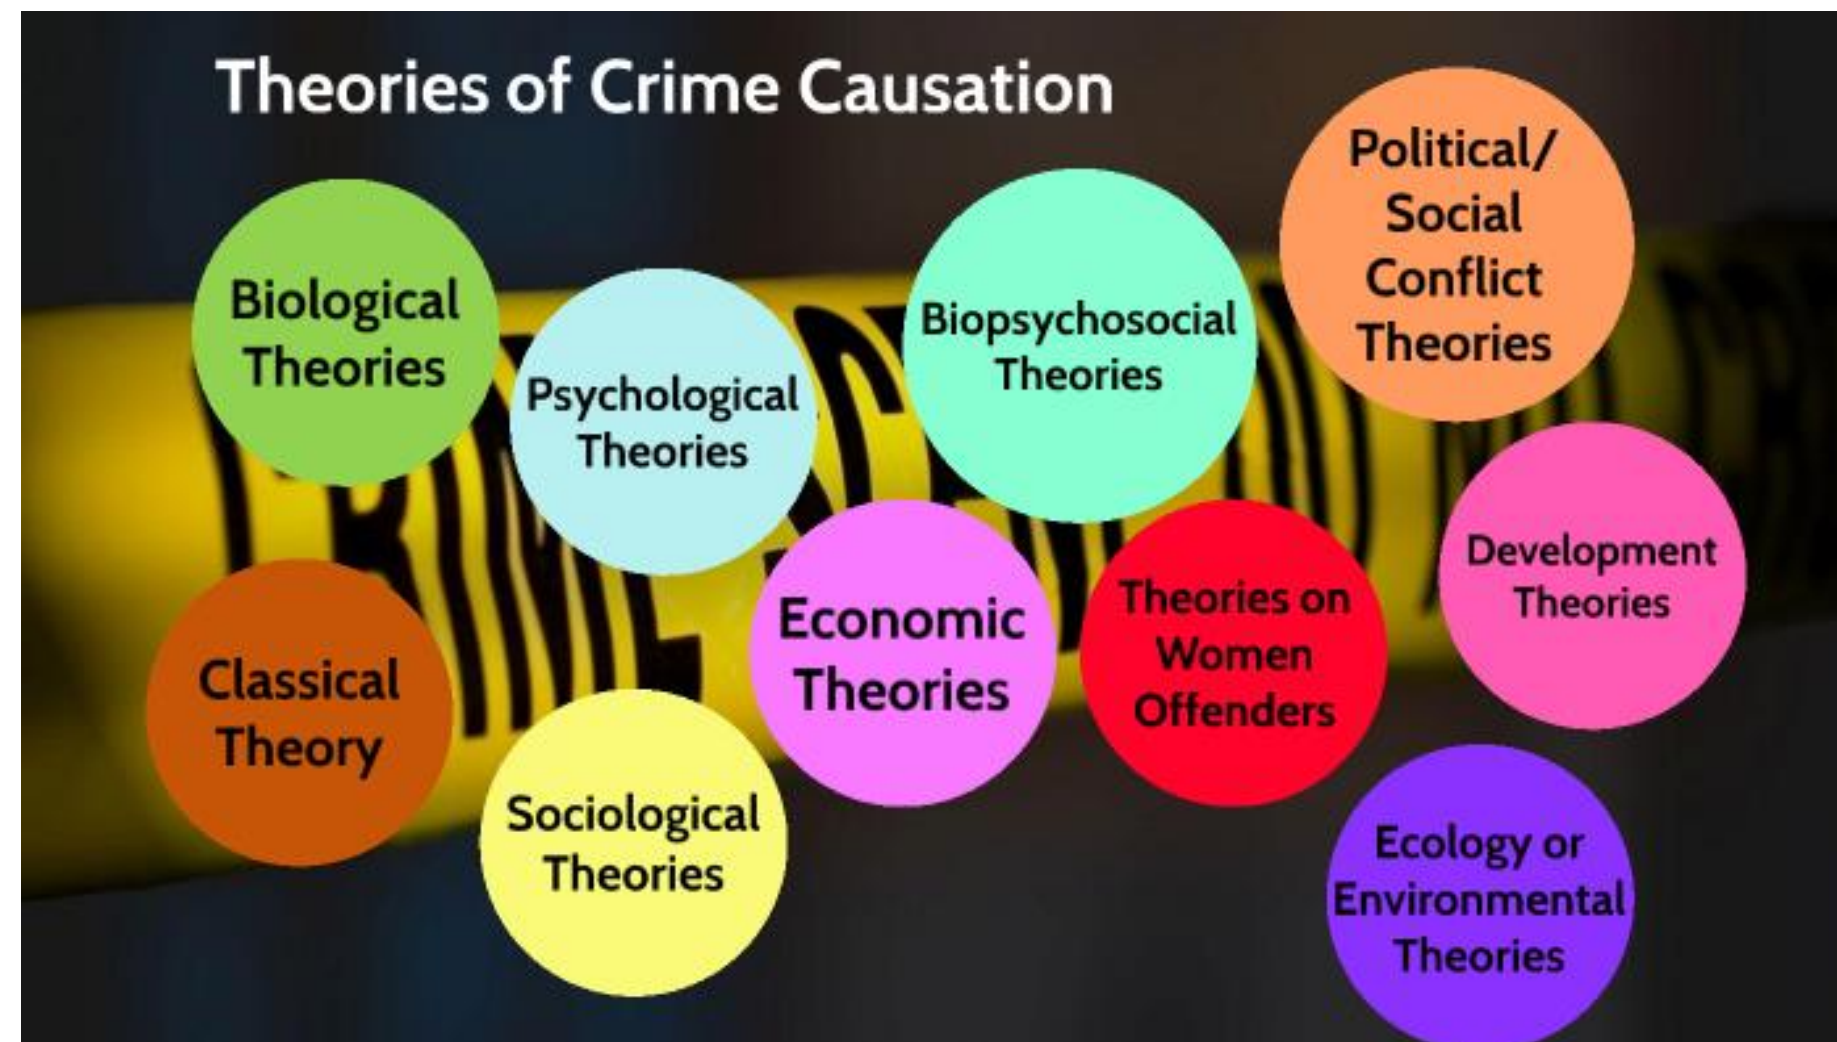 Theories of Crime Causation
Biological
Theories
Psychological
Theories
Biopsychosocial
Theories
Political/
Social
Conflict
Theories
Classical
Theory
Sociological
Theories
Economic
Theories
Theories on
Women
Offenders
Development
Theories
Ecology or
Environmental
Theories